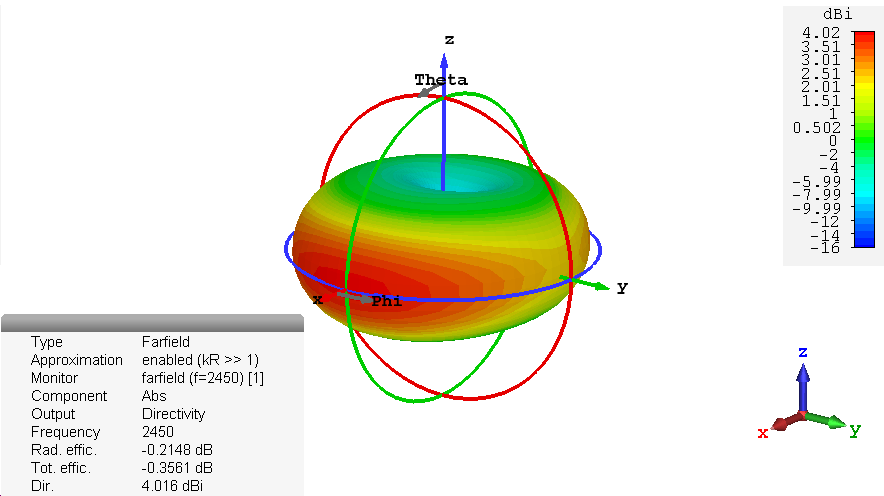 dBi
4.02
3.51
3.01
2.51
2.01
1.51
1
0.502
0
-2
-4
-5.99
-7.99
-9.99
-12
-14
-16
z
Theta
y
x
Phi
Type Farfield
Approximation enabled (kR >> 1)
Monitor farfield (f=2450) [1]
Component Abs
Output Directivity
Frequency 2450
Rad. effic. -0.2148 dB
Tot. effic. -0.3561 dB
Dir. 4.016 dBi
z
x
y